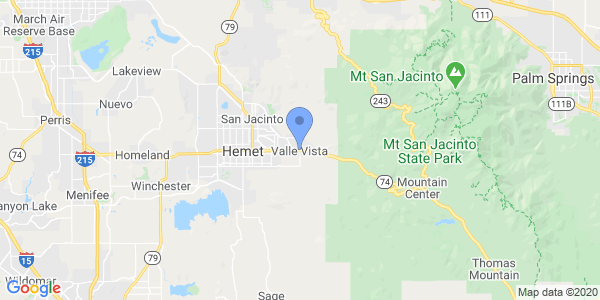 March Air
Reserve Base
215
79
111
Lakeview
Mt San Jacinto
Palm Springs
Nuevo
243
111B
Perris
San Jacinto
Mt San Jacinto
State Park
74
215
Homeland
Hemet
Valle Vista
Winchester
74
Mountain
Center
Menifee
anyon Lake
79
15
Thomas
Mountain
Wildomar
Google
Sage
Map data ©2020